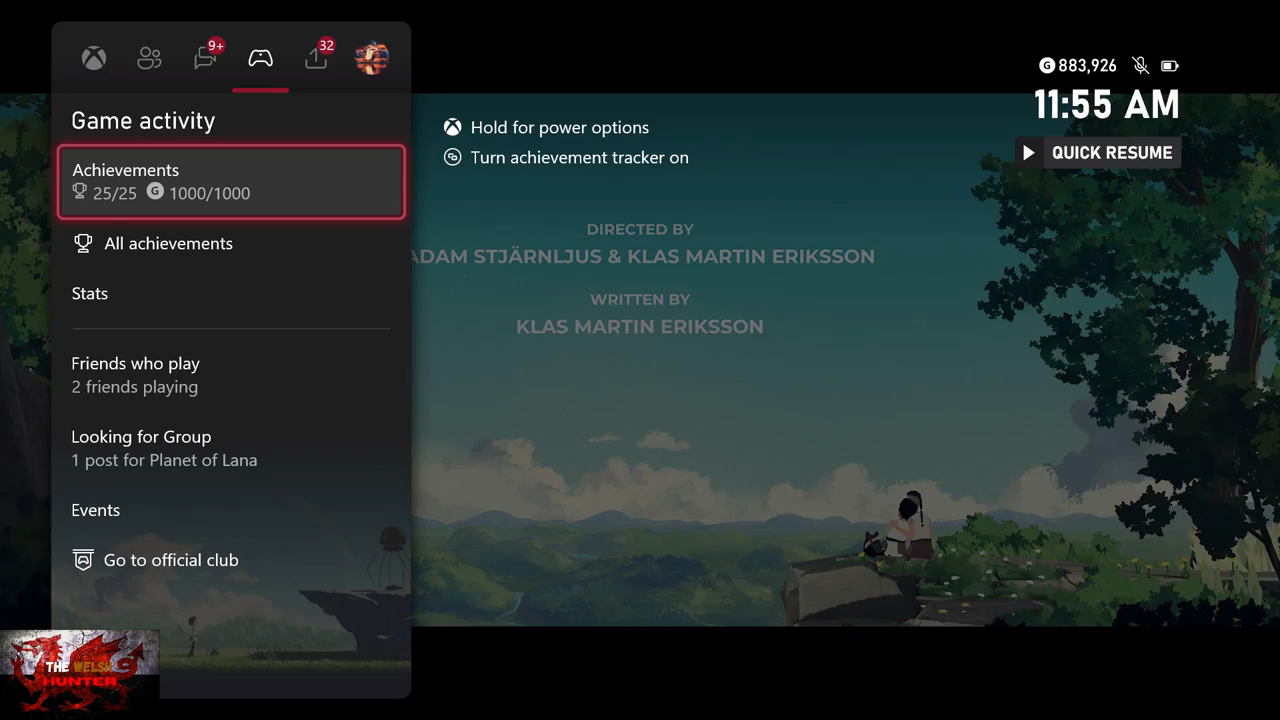 9+
32
Game activity
Achievements
25/25 G 1000/1000
All achievements
Stats
Friends who play
2 friends playing
Looking for Group
1 post for Planet of Lana
Events
Go to official club
Hold for power options
Turn achievement tracker on
G 883,926
11:55 AM
QUICK RESUME
DIRECTED BY
ADAM STJÄRNLJUS & KLAS MARTIN ERIKSSON
WRITTEN BY
KLAS MARTIN ERIKSSON
THE WELSH
HUNTER